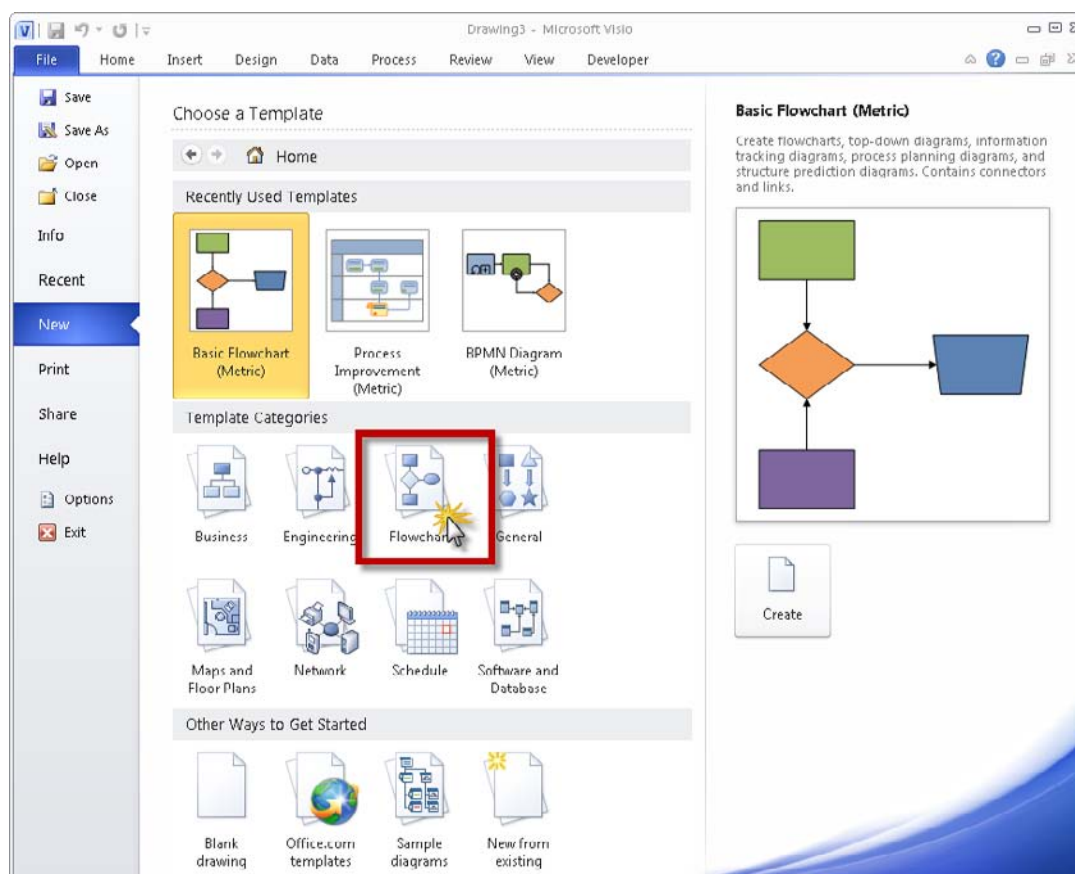 Drawing3 - Microsoft Visio
File Home Insert Design Data Process Review View Developer
Save
Save As
Open
Close
Info
Recent
New
Print
Share
Help
Options
Exit
Choose a Template
Home
Recently Used Templates
Basic Flowchart
(Metric)
Process
Improvement
(Metric)
BPMN Diagram
(Metric)
Template Categories
Business
Engineering
Flowchart
General
Maps and
Floor Plans
Network
Schedule
Software and
Database
Other Ways to Get Started
Blank
drawing
Office.com
templates
Sample
diagrams
New from
existing
Basic Flowchart (Metric)
Create flowcharts, top-down diagrams, information
tracking diagrams, process planning diagrams, and
structure prediction diagrams. Contains connectors
and links.
Create